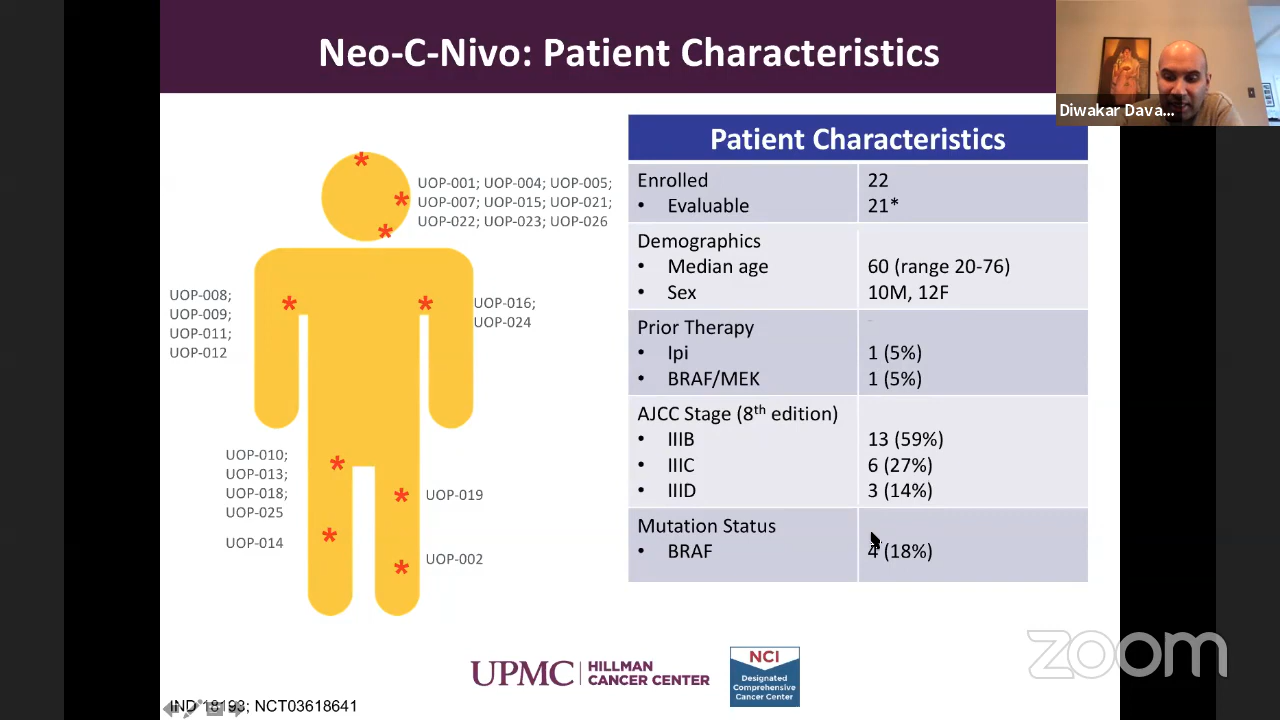 Neo-C-Nivo: Patient Characteristics
Diwakar Dava...
UOP-001; UOP-004; UOP-005;
UOP-007; UOP-015; UOP-021;
UOP-022; UOP-023; UOP-026
UOP-008;
UOP-009;
UOP-011;
UOP-012
UOP-016;
UOP-024
UOP-010;
UOP-013;
UOP-018;
UOP-025
UOP-014
UOP-019
UOP-002
Patient Characteristics
Enrolled 22
• Evaluable 21*
Demographics
• Median age 60 (range 20-76)
• Sex 10M, 12F
Prior Therapy
• Ipi 1 (5%)
• BRAF/MEK 1 (5%)
AJCC Stage (8th edition)
• IIIB 13 (59%)
• IIIC 6 (27%)
• IIID 3 (14%)
Mutation Status
• BRAF 4 (18%)
UPMC | HILLMAN
CANCER CENTER
NCI
Designated
Comprehensive
Cancer Center
zoom
IND 18193; NCT03618641